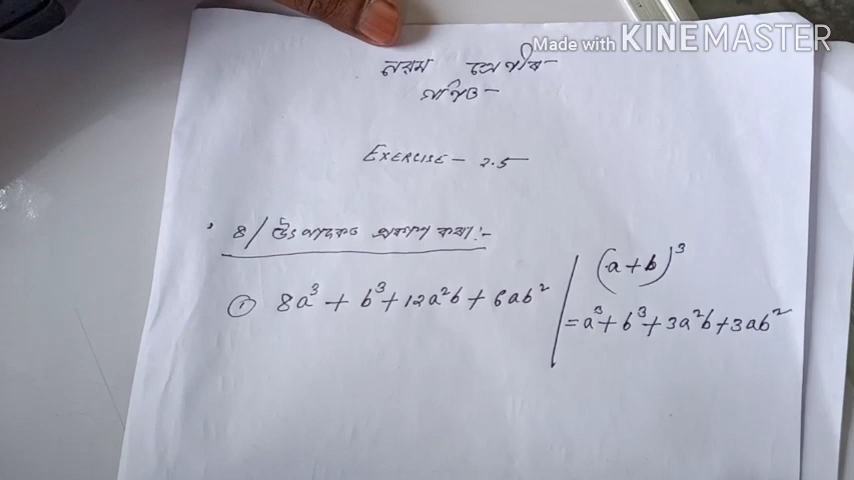 Made with KINEMASTER
নৱম শ্ৰেণীৰ
গণিত
EXERCISE - 2.5
8/ উৎপাদকত প্ৰকাশ কৰা :-
① 8a³ + b³ + 12a²b + 6ab²
(a+b)³
= a³ + b³ + 3a²b + 3ab²